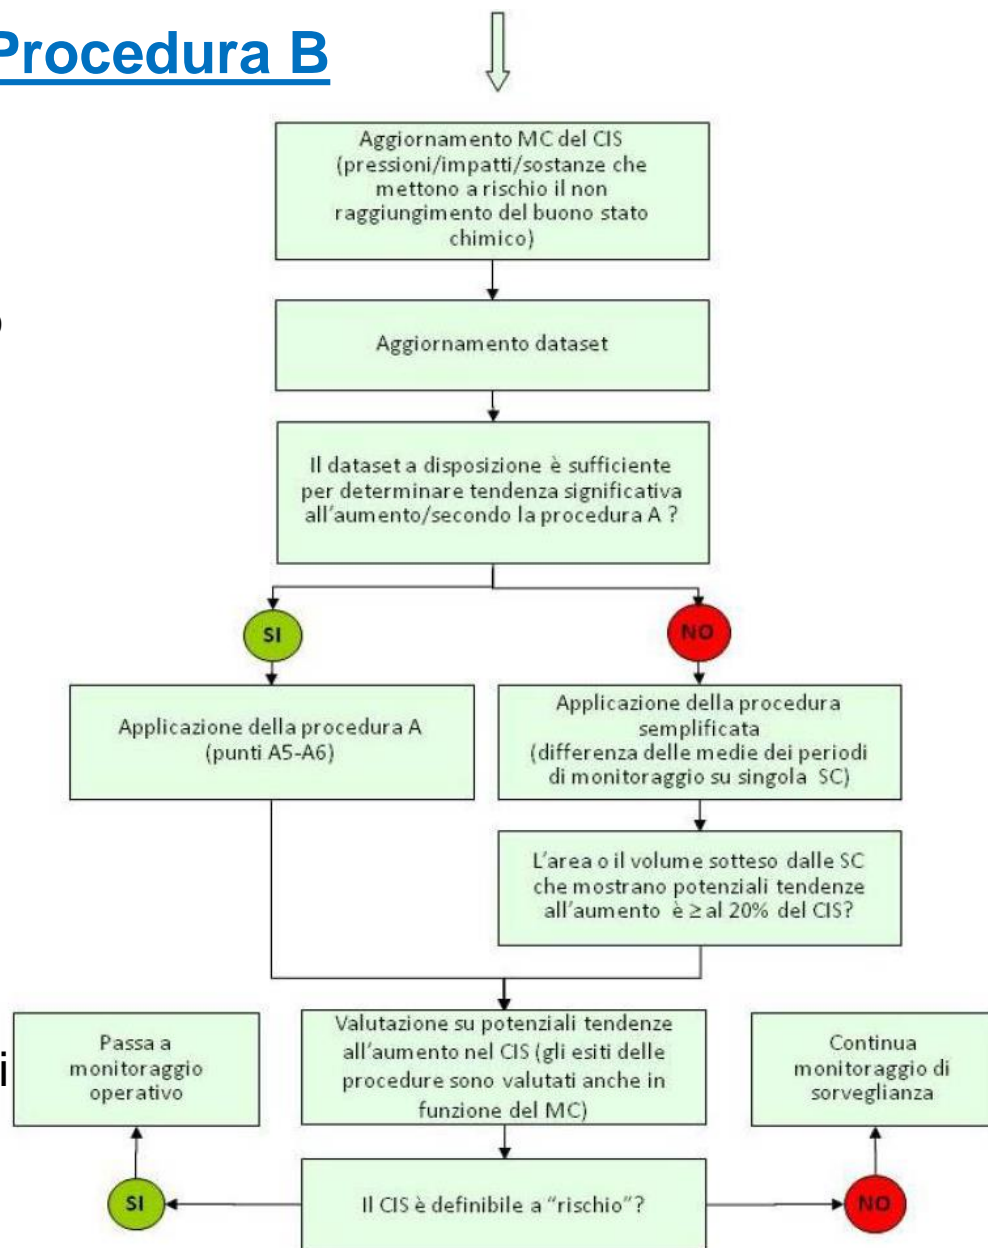 Procedura B
Aggiornamento MC del CIS
(pressioni/impatti/sostanze che
mettono a rischio il non
raggiungimento del buono stato
chimico)
Aggiornamento dataset
Il dataset a disposizione è sufficiente
per determinare tendenza significativa
all'aumento/secondo la procedura A ?
SI
NO
Applicazione della procedura A
(punti A5-A6)
Applicazione della procedura
semplificata
(differenza delle medie dei periodi
di monitoraggio su singola SC)
L'area o il volume sotteso dalle SC
che mostrano potenziali tendenze
all'aumento è ≥ al 20% del CIS?
Valutazione su potenziali tendenze
all'aumento nel CIS (gli esiti delle
procedure sono valutati anche in
funzione del MC)
Passa a
monitoraggio
operativo
i
Continua
monitoraggio di
sorveglianza
Il CIS è definibile a "rischio"?
SI
NO